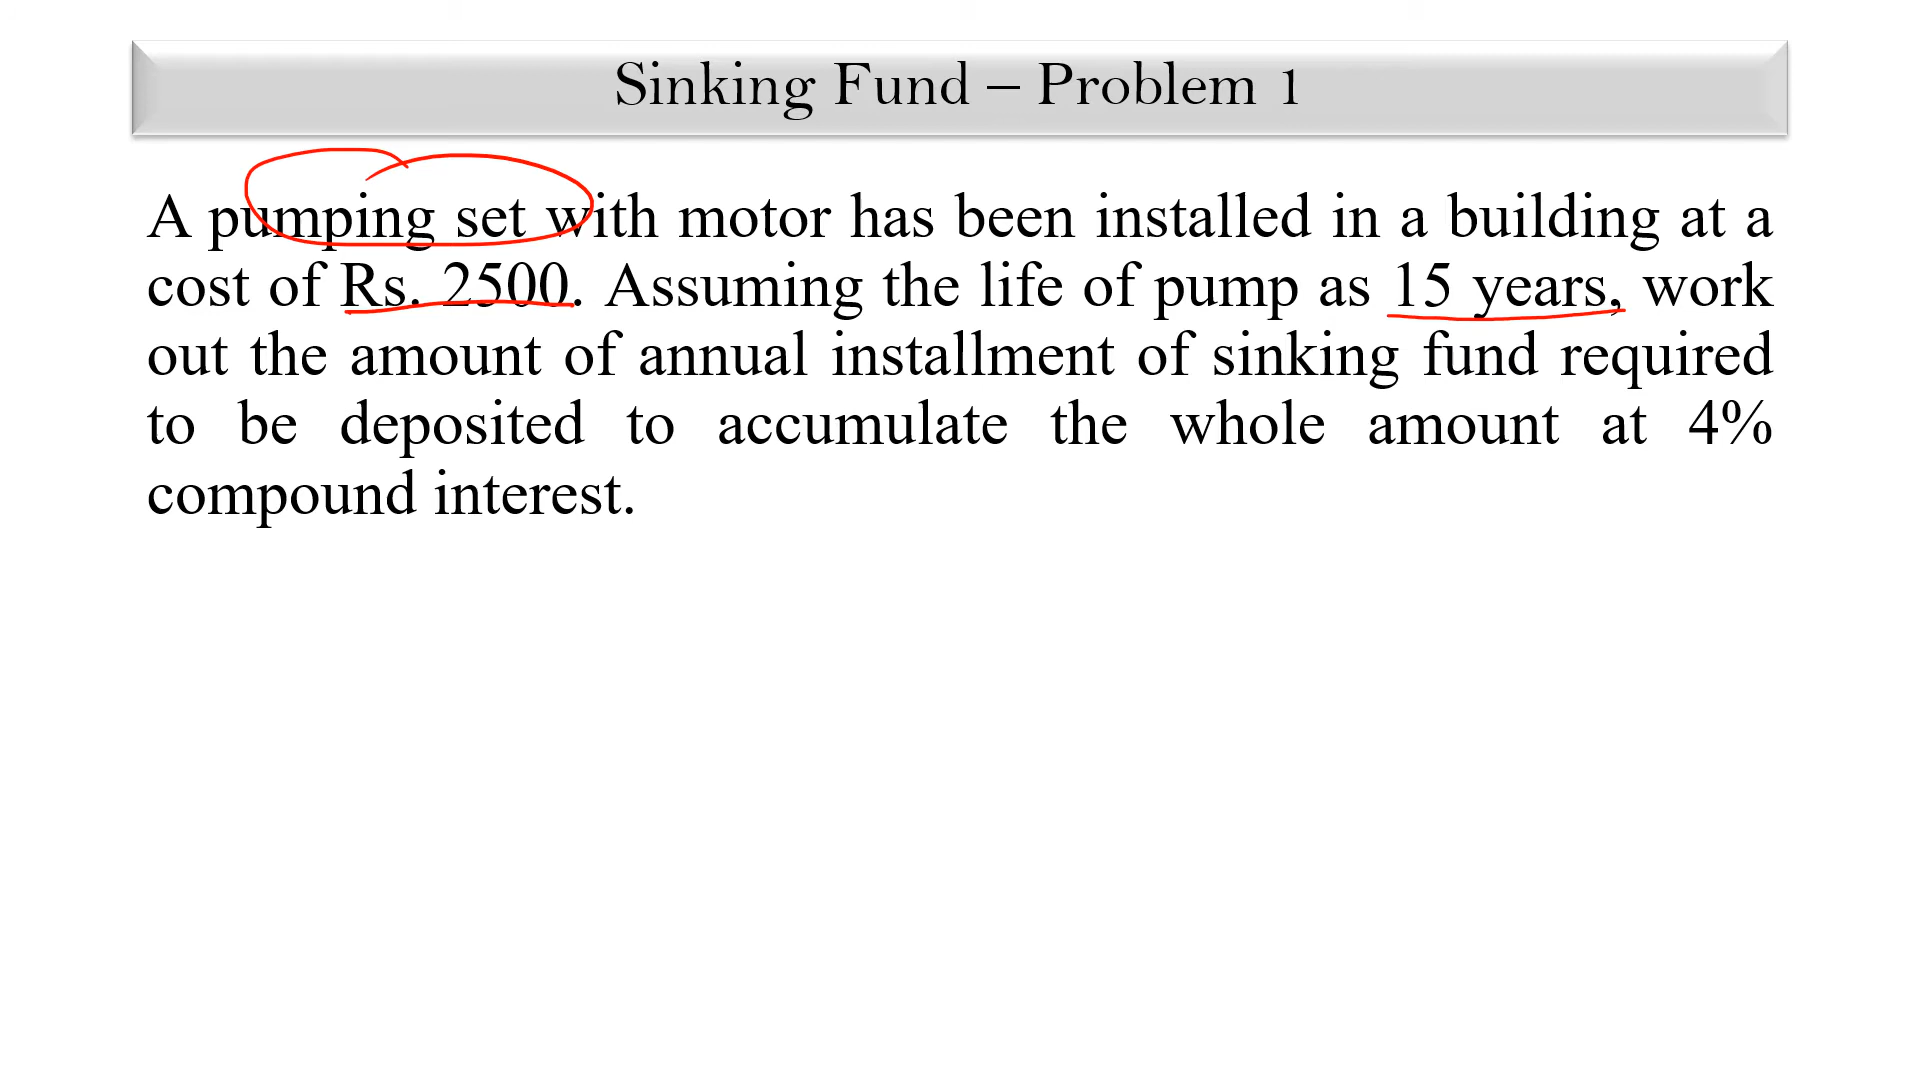 Sinking Fund – Problem 1
A pumping set with motor has been installed in a building at a
cost of Rs. 2500. Assuming the life of pump as 15 years, work
out the amount of annual installment of sinking fund required
to be deposited to accumulate the whole amount at 4%
compound interest.